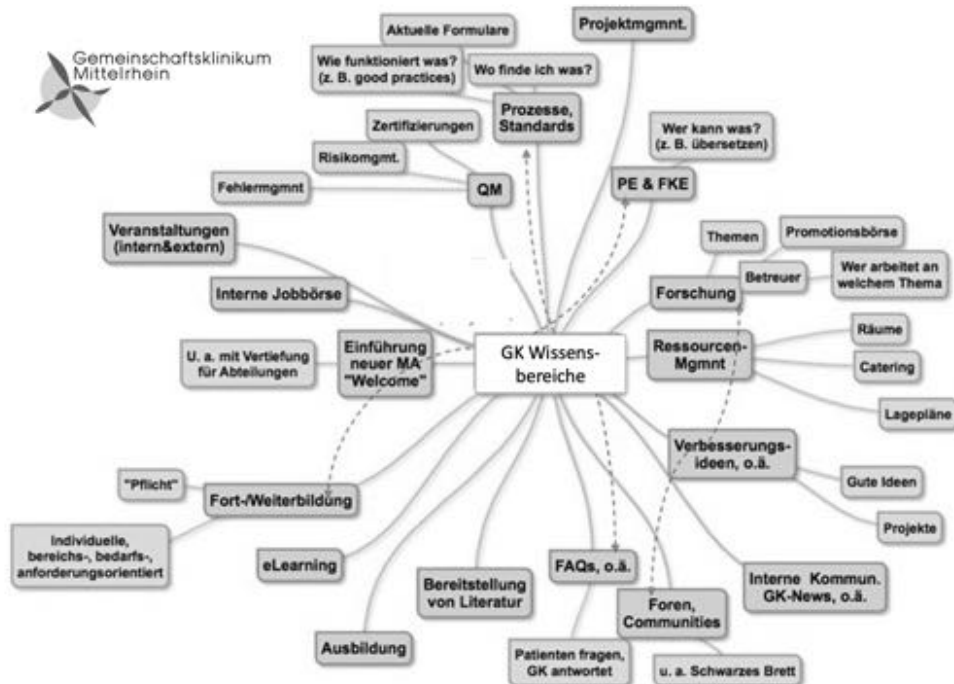 Gemeinschaftsklinikum
Mittelrhein
Aktuelle Formulare
Projektmgmnt.
Wie funktioniert was?
(z. B. good practices)
Wo finde ich was?
Prozesse,
Standards
Zertifizierungen
Wer kann was?
(z. B. übersetzen)
Risikomgmt.
Fehlermgmnt
QM
PE & FKE
Veranstaltungen
(intern&extern)
Themen
Promotionsbörse
Betreuer
Wer arbeitet an
welchem Thema
Interne Jobbörse
Forschung
Räume
U. a. mit Vertiefung
für Abteilungen
Einführung
neuer MA
"Welcome"
GK Wissens-
bereiche
Ressourcen-
Mgmnt
Catering
Lagepläne
Verbesserungs-
ideen, o.ä.
Gute Ideen
Projekte
"Pflicht"
Fort-/Weiterbildung
Individuelle,
bereichs-, bedarfs-,
anforderungsorientiert
eLearning
Bereitstellung
von Literatur
FAQs, o.ä.
Interne Kommun.
GK-News, o.ä.
Foren,
Communities
Ausbildung
Patienten fragen,
GK antwortet
u. a. Schwarzes Brett